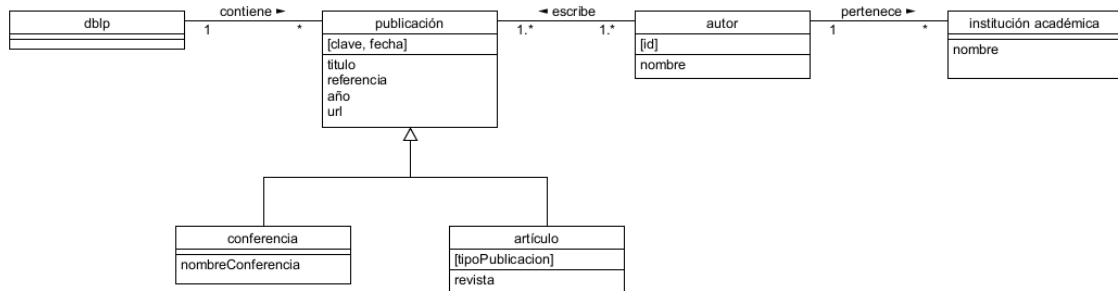 dblp
contiene ►
1
*
publicación
[clave, fecha]
titulo
referencia
año
url
◄ escribe
1.*
1.*
autor
[id]
nombre
pertenece ►
1
*
institución académica
nombre
conferencia
nombreConferencia
artículo
[tipoPublicacion]
revista